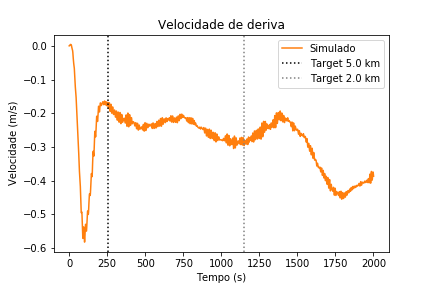 Velocidade de deriva
Simulado
Target 5.0 km
Target 2.0 km
Velocidade (m/s)
0.0
−0.1
−0.2
−0.3
−0.4
−0.5
−0.6
0 250 500 750 1000 1250 1500 1750 2000
Tempo (s)